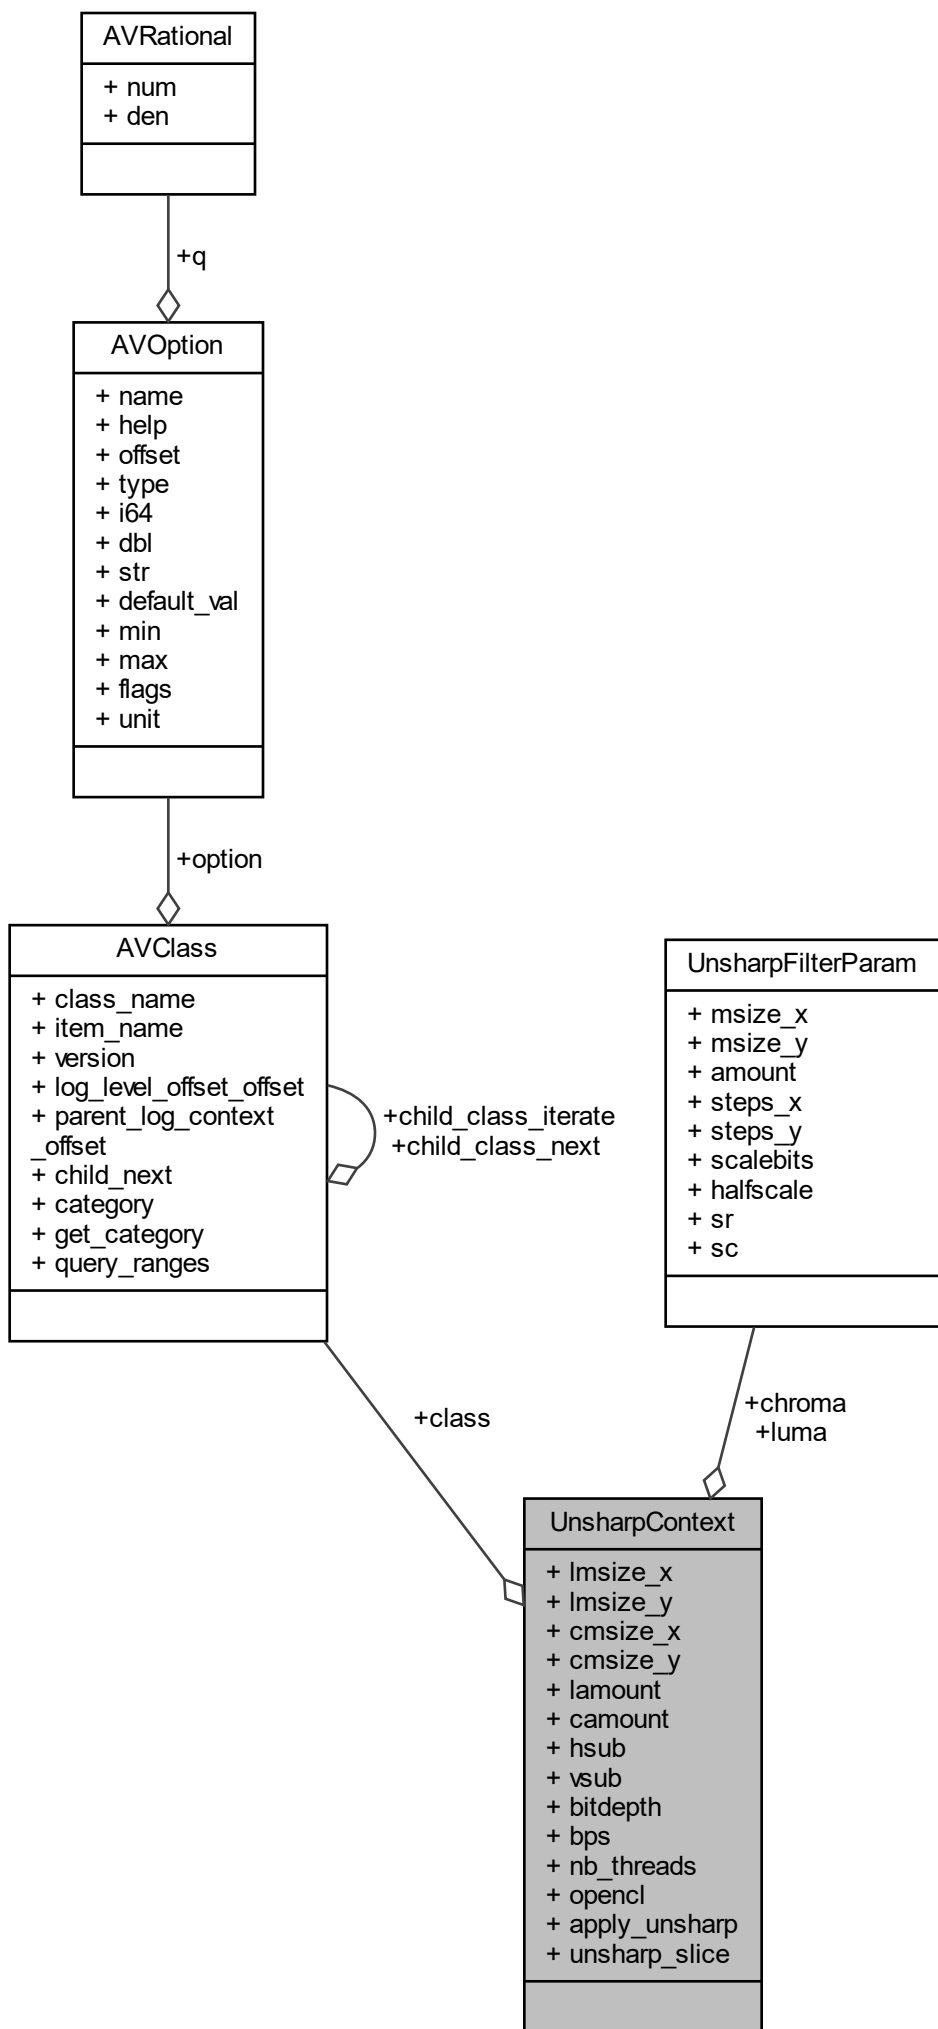 AVRational
+ num
+ den
+q
AVOption
+ name
+ help
+ offset
+ type
+ i64
+ dbl
+ str
+ default_val
+ min
+ max
+ flags
+ unit
+option
AVClass
+ class_name
+ item_name
+ version
+ log_level_offset_offset
+ parent_log_context
_offset
+ child_next
+ category
+ get_category
+ query_ranges
+child_class_iterate
+child_class_next
UnsharpFilterParam
+ msize_x
+ msize_y
+ amount
+ steps_x
+ steps_y
+ scalebits
+ halfscale
+ sr
+ sc
+class
+chroma
+luma
UnsharpContext
+ lmsize_x
+ lmsize_y
+ cmsize_x
+ cmsize_y
+ lamount
+ camount
+ hsub
+ vsub
+ bitdepth
+ bps
+ nb_threads
+ opencl
+ apply_unsharp
+ unsharp_slice